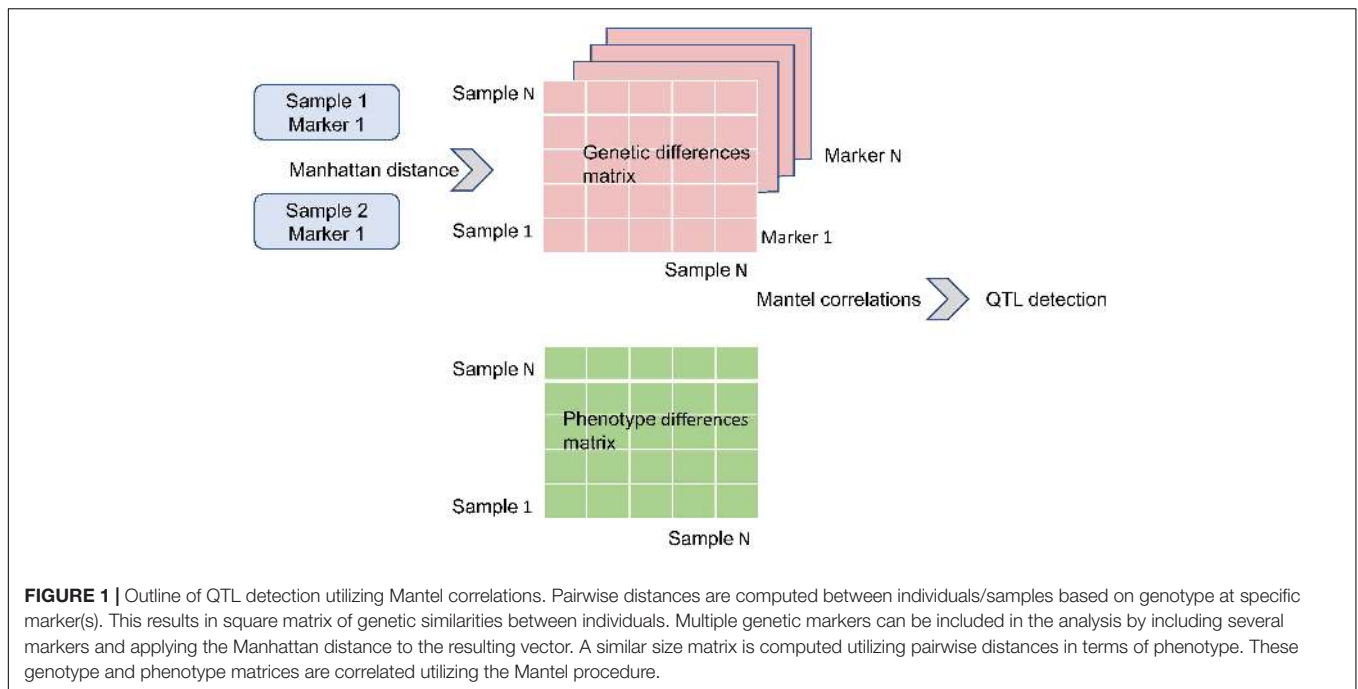 Sample 1
Marker 1
Manhattan distance
Sample 2
Marker 1
Sample N
Genetic differences
matrix
Marker N
Sample 1
Marker 1
Sample N
Mantel correlations
QTL detection
Sample N
Phenotype differences
matrix
Sample 1
Sample N
FIGURE 1 | Outline of QTL detection utilizing Mantel correlations. Pairwise distances are computed between individuals/samples based on genotype at specific
marker(s). This results in square matrix of genetic similarities between individuals. Multiple genetic markers can be included in the analysis by including several
markers and applying the Manhattan distance to the resulting vector. A similar size matrix is computed utilizing pairwise distances in terms of phenotype. These
genotype and phenotype matrices are correlated utilizing the Mantel procedure.